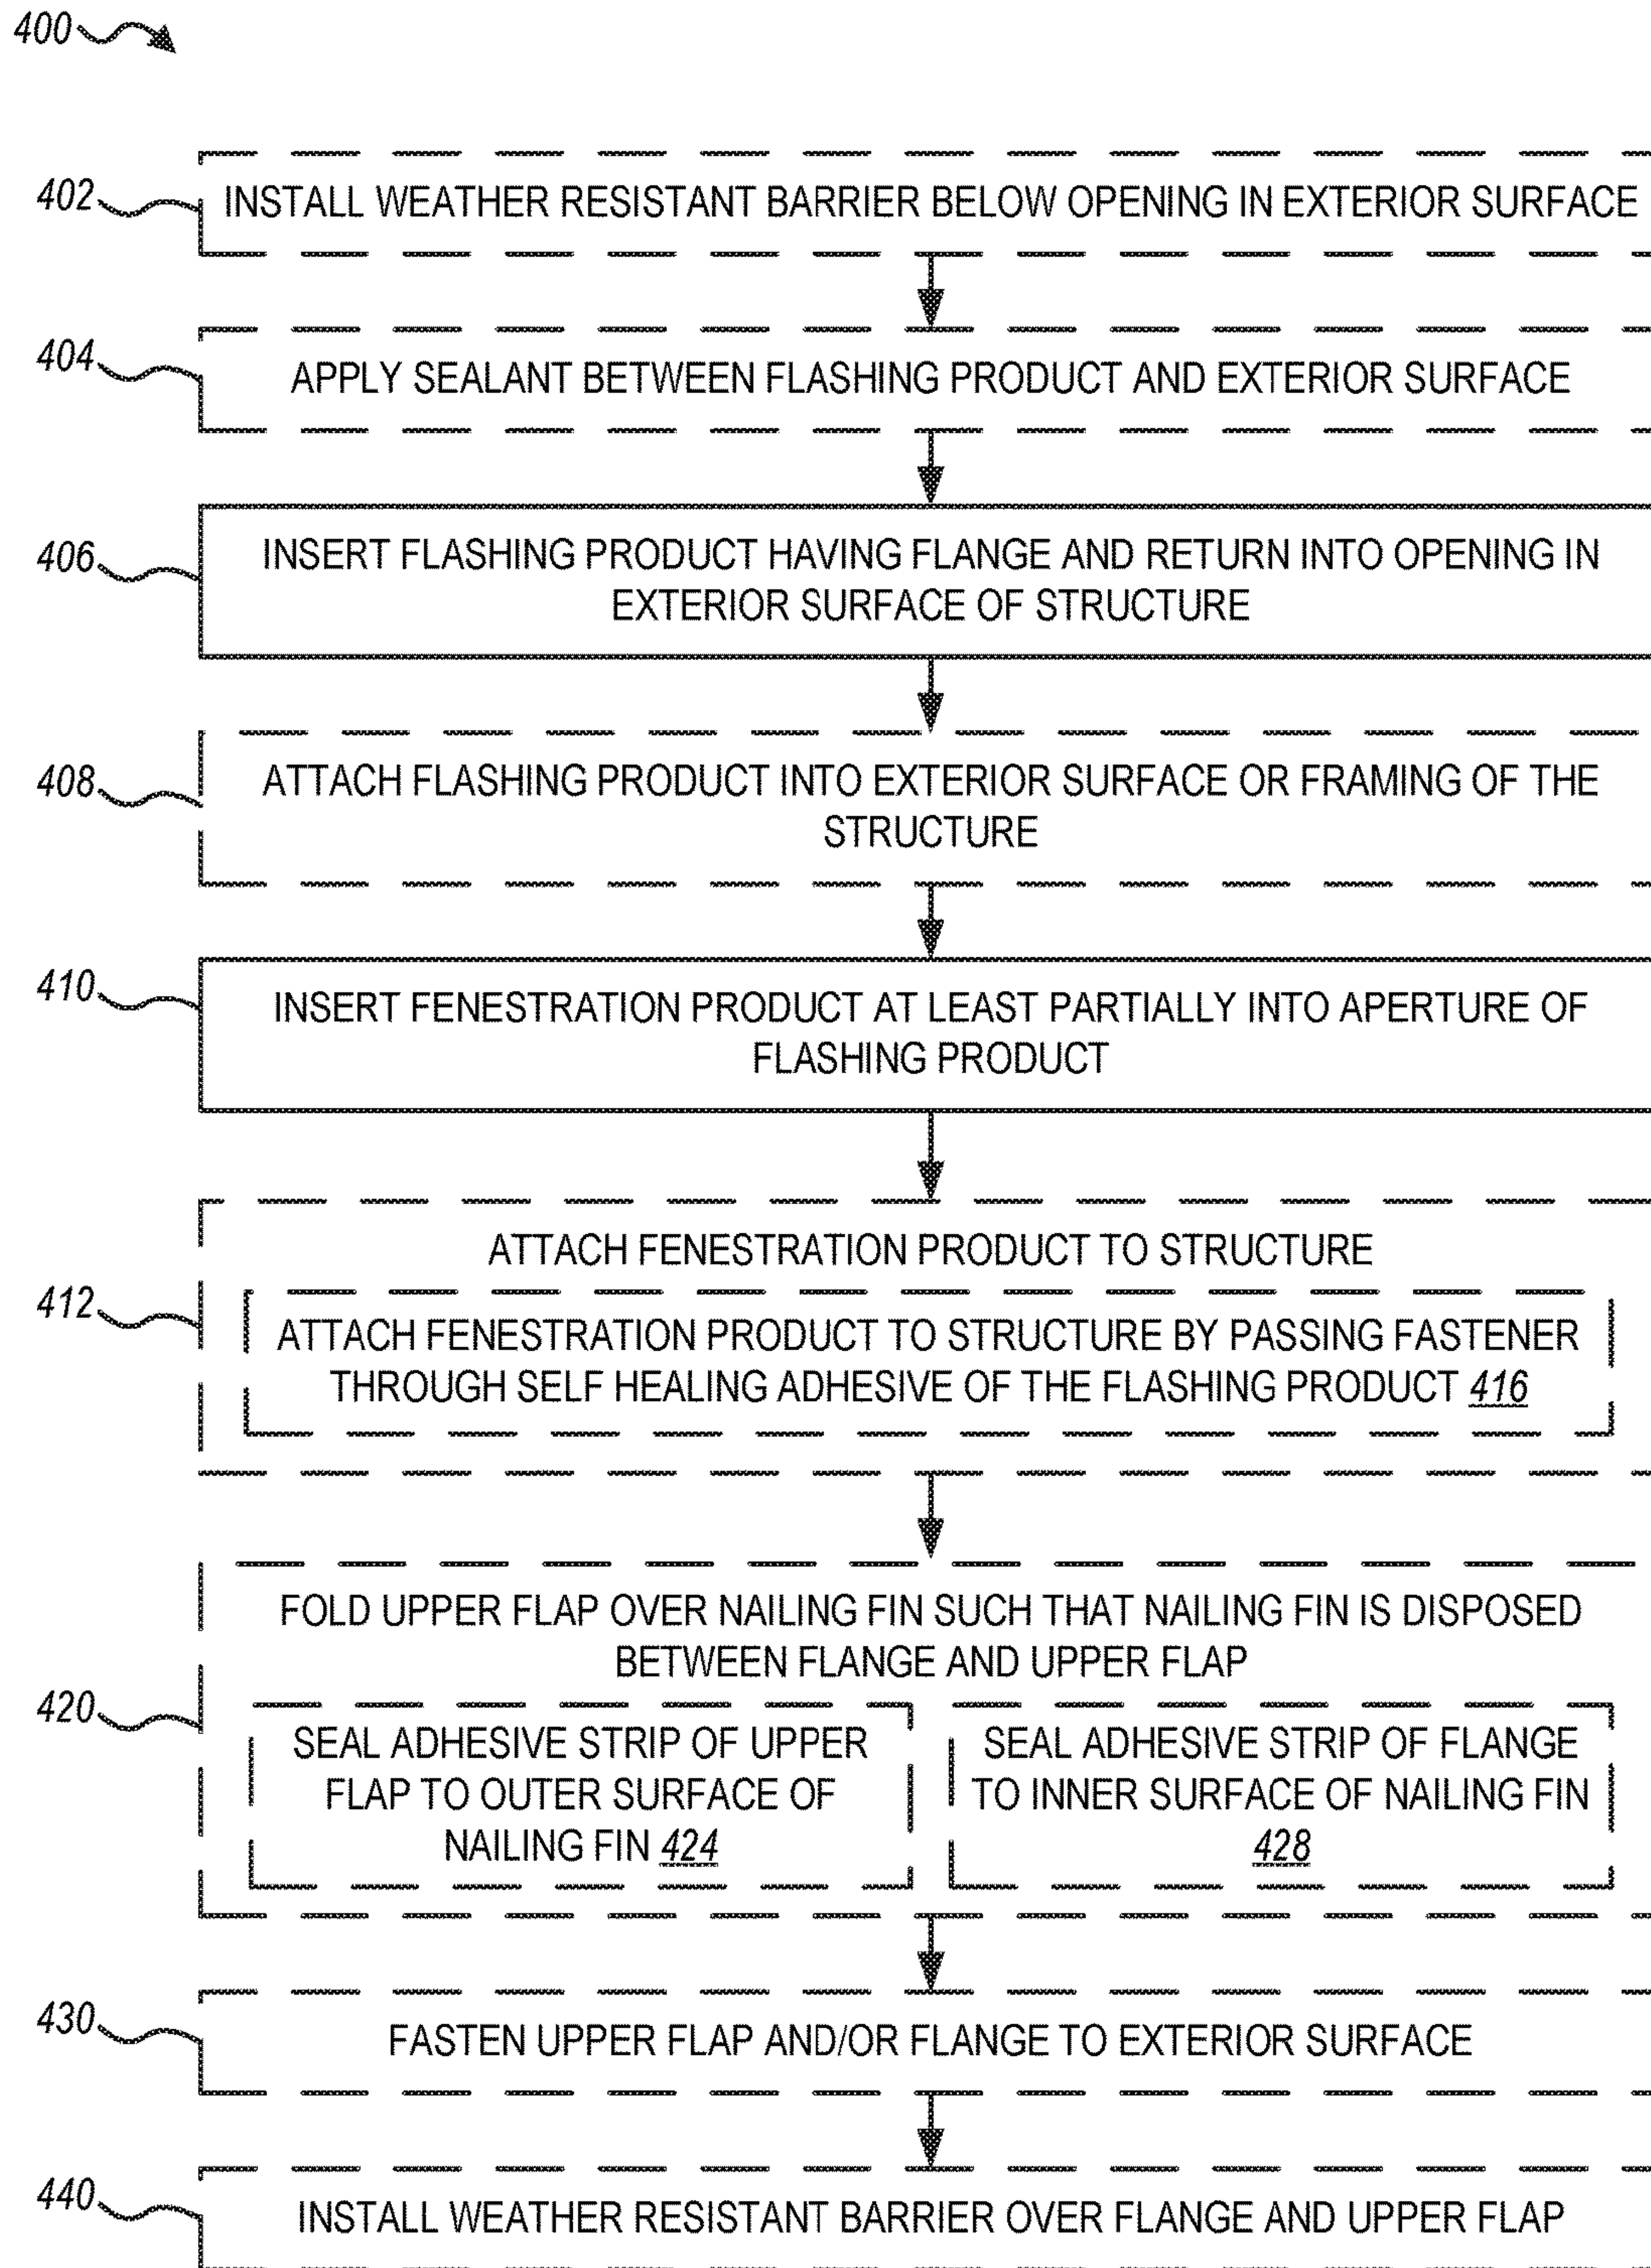 400
402
INSTALL WEATHER RESISTANT BARRIER BELOW OPENING IN EXTERIOR SURFACE
404
APPLY SEALANT BETWEEN FLASHING PRODUCT AND EXTERIOR SURFACE
406
INSERT FLASHING PRODUCT HAVING FLANGE AND RETURN INTO OPENING IN
EXTERIOR SURFACE OF STRUCTURE
408
ATTACH FLASHING PRODUCT INTO EXTERIOR SURFACE OR FRAMING OF THE
STRUCTURE
410
INSERT FENESTRATION PRODUCT AT LEAST PARTIALLY INTO APERTURE OF
FLASHING PRODUCT
412
ATTACH FENESTRATION PRODUCT TO STRUCTURE
ATTACH FENESTRATION PRODUCT TO STRUCTURE BY PASSING FASTENER
THROUGH SELF HEALING ADHESIVE OF THE FLASHING PRODUCT 416
420
FOLD UPPER FLAP OVER NAILING FIN SUCH THAT NAILING FIN IS DISPOSED
BETWEEN FLANGE AND UPPER FLAP
SEAL ADHESIVE STRIP OF UPPER
FLAP TO OUTER SURFACE OF
NAILING FIN 424
SEAL ADHESIVE STRIP OF FLANGE
TO INNER SURFACE OF NAILING FIN
428
430
FASTEN UPPER FLAP AND/OR FLANGE TO EXTERIOR SURFACE
440
INSTALL WEATHER RESISTANT BARRIER OVER FLANGE AND UPPER FLAP